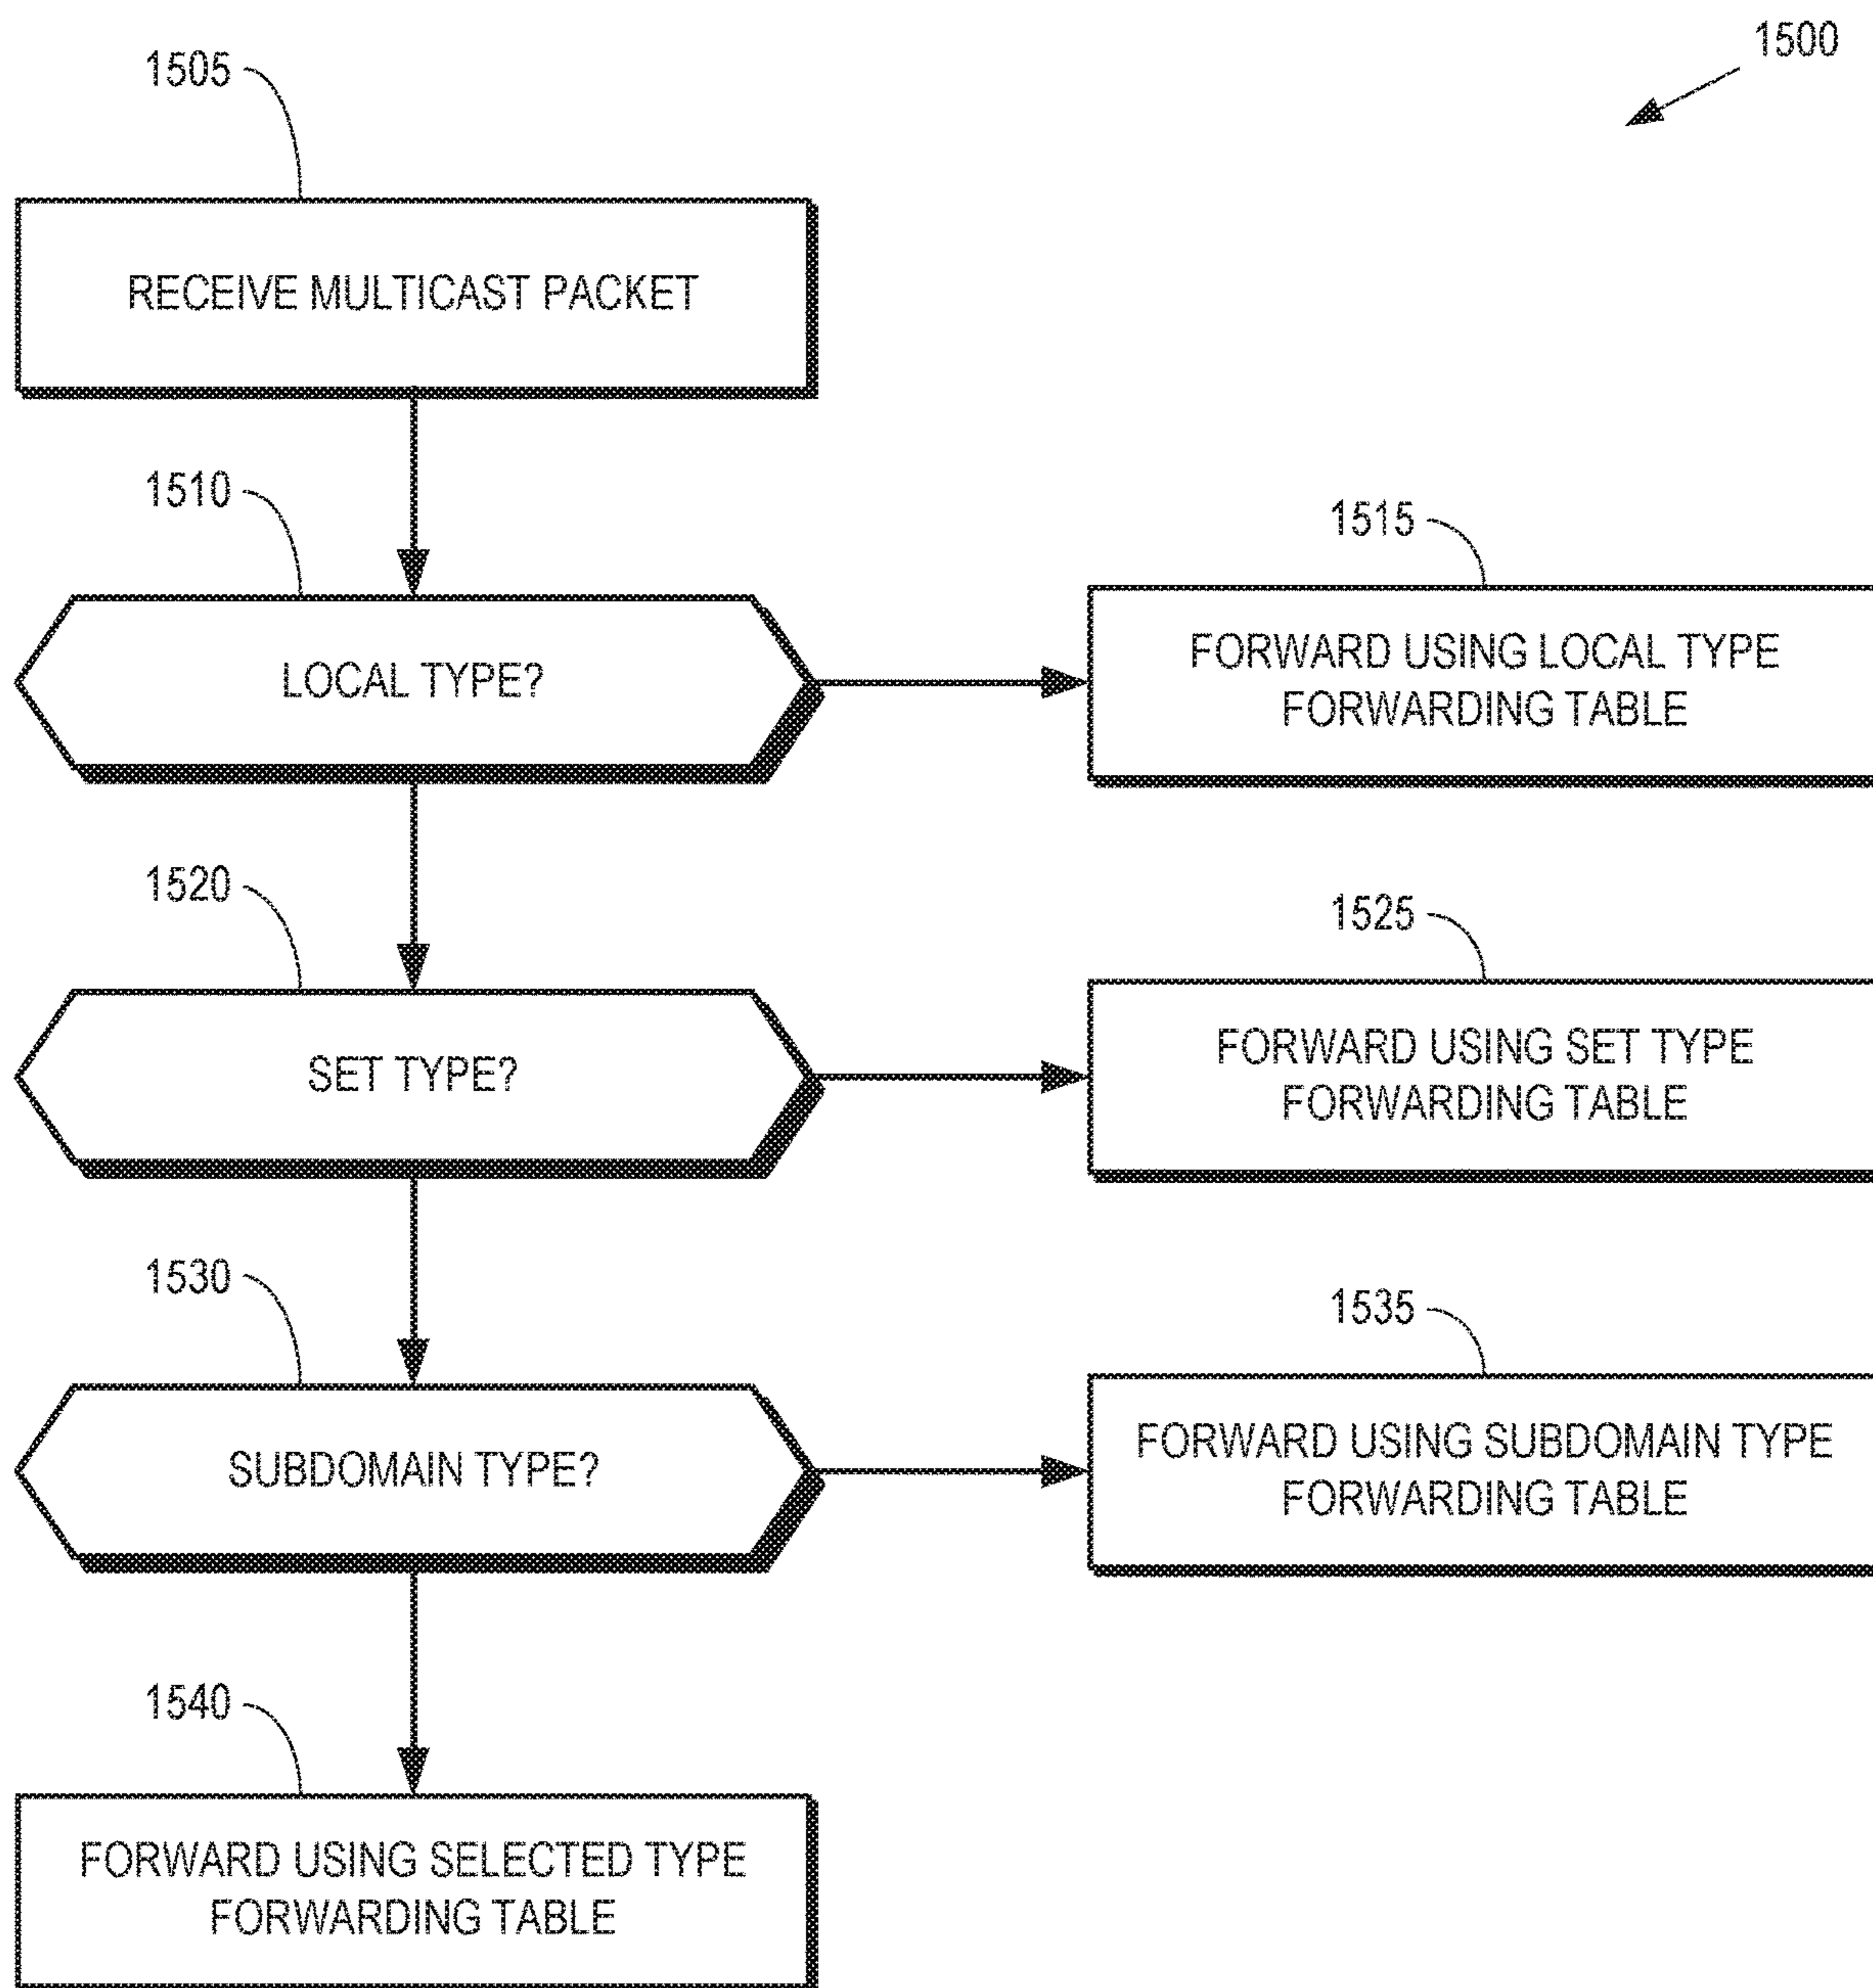 1500
1505
RECEIVE MULTICAST PACKET
1510
LOCAL TYPE?
1515
FORWARD USING LOCAL TYPE
FORWARDING TABLE
1520
SET TYPE?
1525
FORWARD USING SET TYPE
FORWARDING TABLE
1530
SUBDOMAIN TYPE?
1535
FORWARD USING SUBDOMAIN TYPE
FORWARDING TABLE
1540
FORWARD USING SELECTED TYPE
FORWARDING TABLE